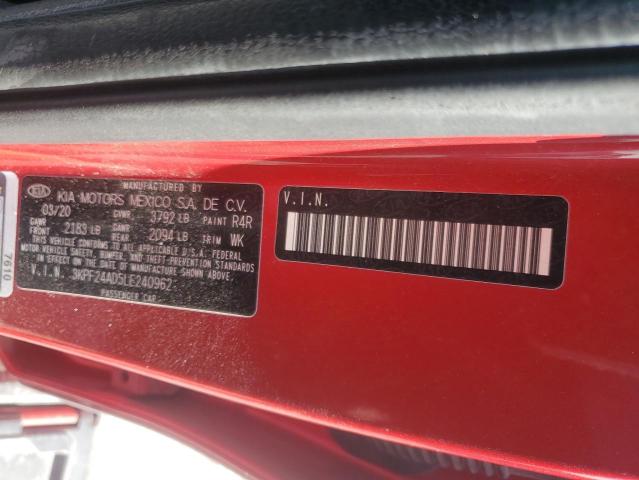 MANUFACTURED BY
KIA KIA MOTORS MEXICO S.A. DE C.V.
03/20 GVWR 3792 LB PAINT R4R
GAWR FRONT 2183 LB GAWR REAR 2094 LB TRIM WK
THIS VEHICLE CONFORMS TO ALL APPLICABLE U.S.A. FEDERAL
MOTOR VEHICLE SAFETY, BUMPER, AND THEFT PREVENTION STANDARDS
IN EFFECT ON THE DATE OF MANUFACTURE SHOWN ABOVE.
V.I.N. 3KPF24AD5LE240962
PASSENGER CAR
V.I.N.
7610